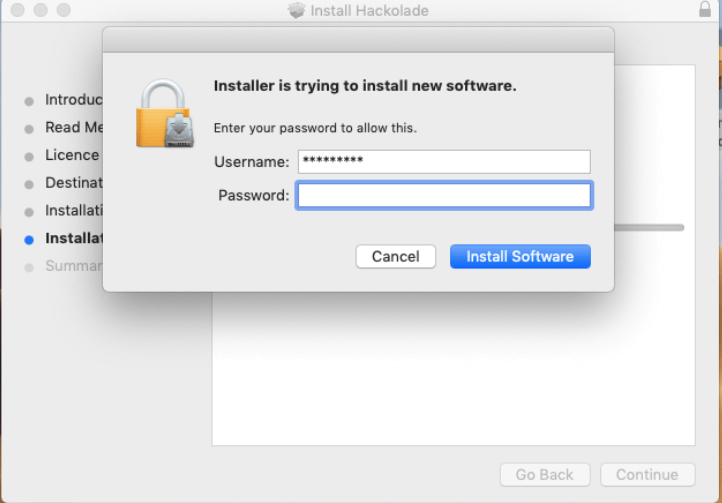 Install Hackolade
Installer is trying to install new software.
Enter your password to allow this.
Username: *********
Password:
Cancel
Install Software
Introduc
Read Me
Licence
Destinat
Installati
Installat
Summar
Go Back
Continue